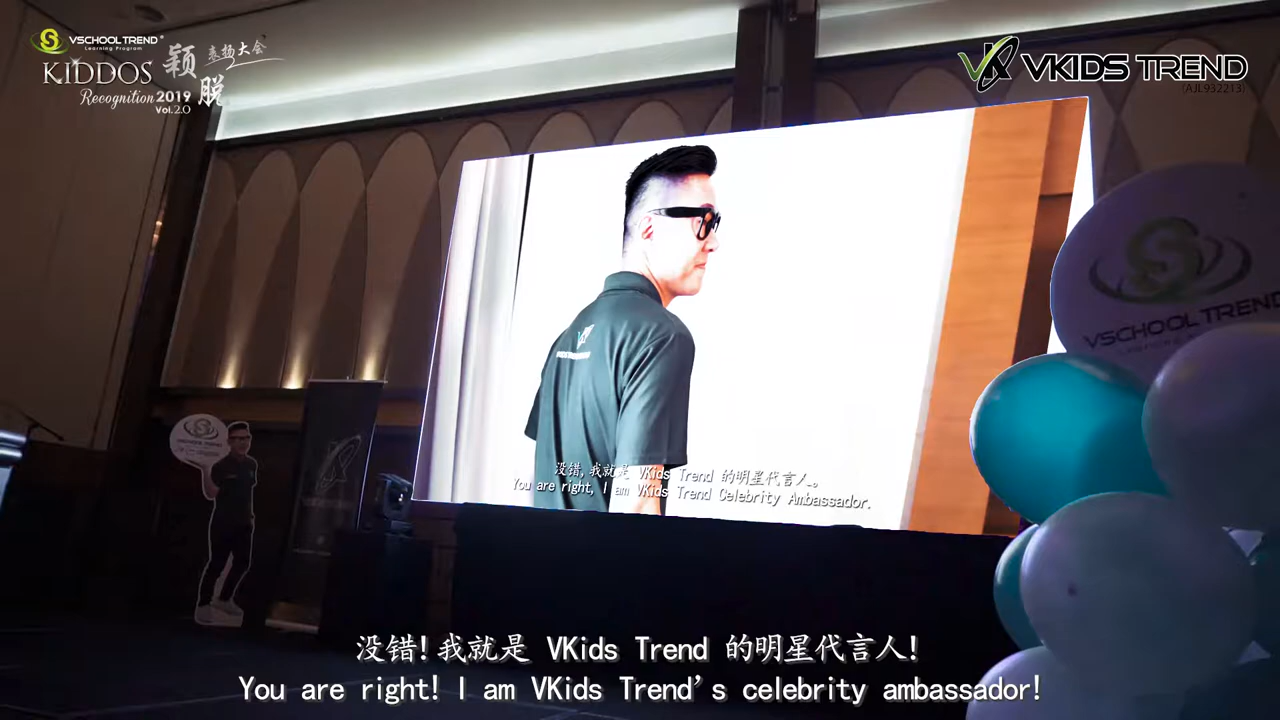 VSCHOOL TREND
Learning Program
KIDDOS 颖脱 表扬大会
Recognition 2019
Vol.2.0
VKIDS TREND
(AJL932213)
VSCHOOL TREND
VSCHOOL TREND
没错,我就是 VKids Trend 的明星代言人。
You are right, I am VKids Trend Celebrity Ambassador.
没错!我就是 VKids Trend 的明星代言人!
You are right! I am VKids Trend's celebrity ambassador!